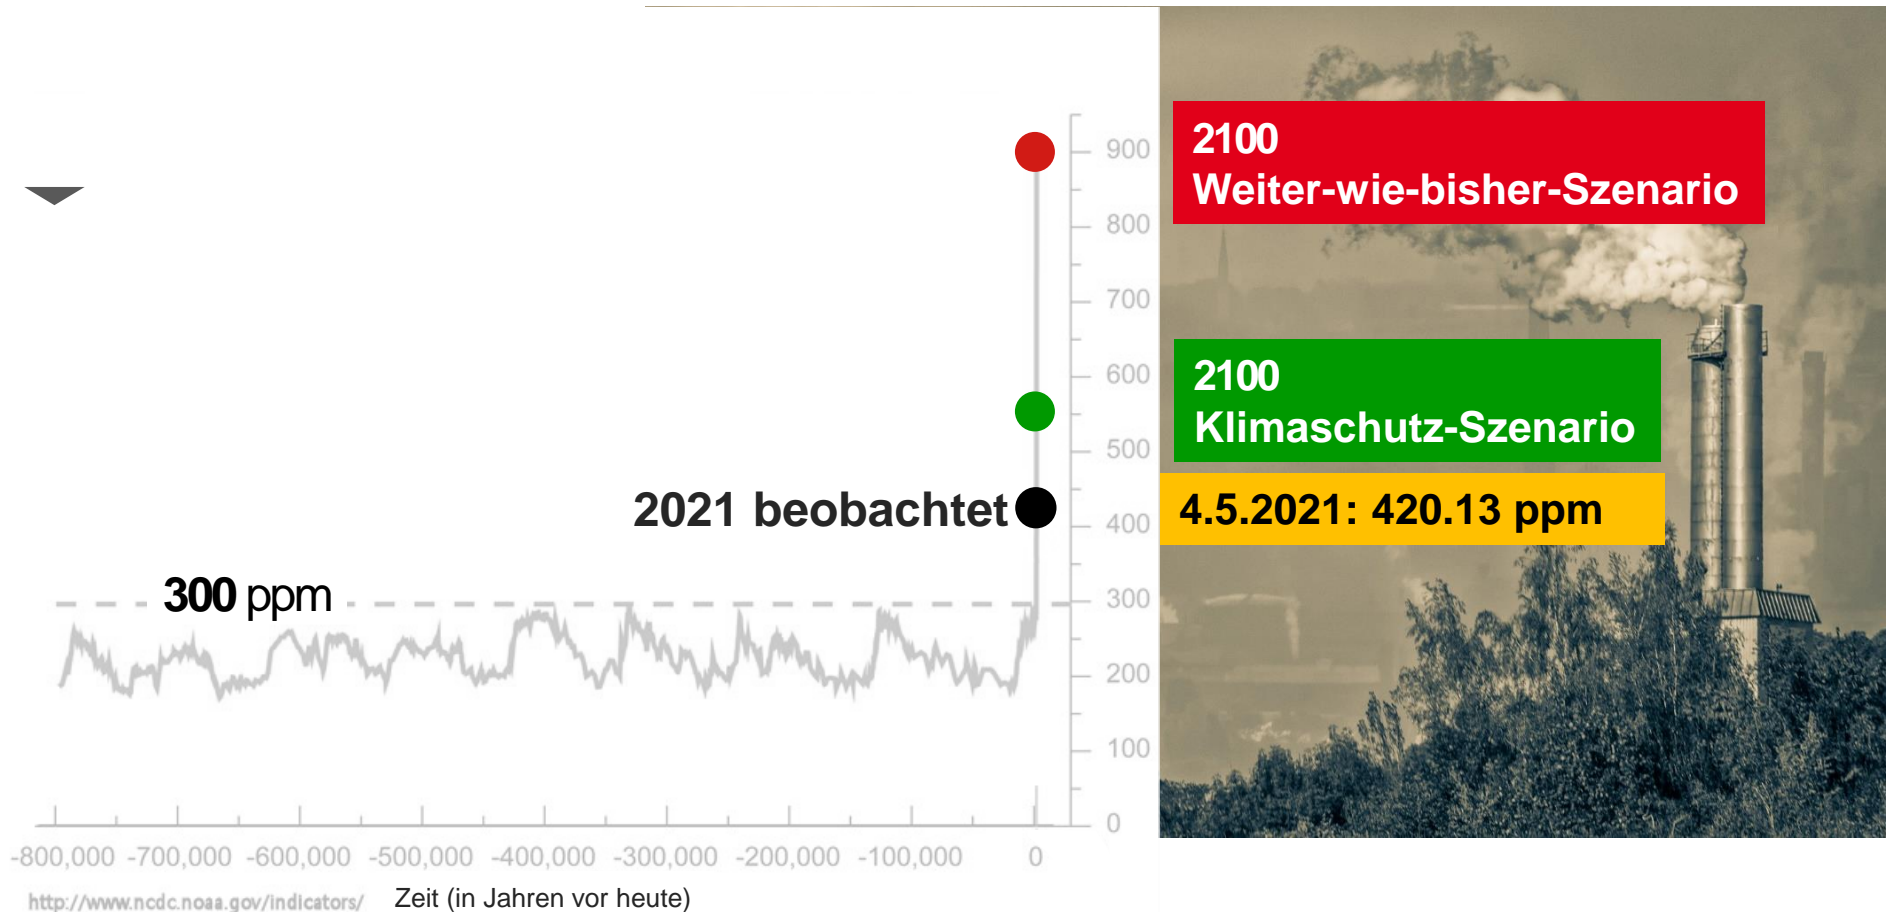 2100
Weiter-wie-bisher-Szenario
2100
Klimaschutz-Szenario
2021 beobachtet
4.5.2021: 420.13 ppm
300 ppm
900
800
700
600
500
400
300
200
100
0
-800,000 -700,000 -600,000 -500,000 -400,000 -300,000 -200,000 -100,000 0
http://www.ncdc.noaa.gov/indicators/ Zeit (in Jahren vor heute)